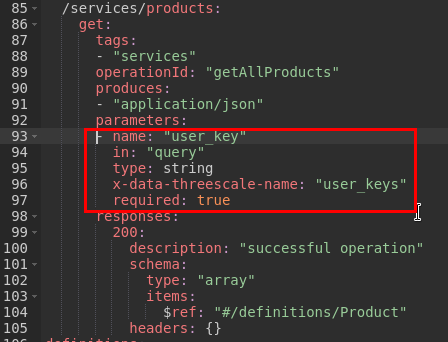 85 /services/products:
86 get:
87 tags:
88 - "services"
89 operationId: "getAllProducts"
90 produces:
91 - "application/json"
92 parameters:
93 - name: "user_key"
94 in: "query"
95 type: string
96 x-data-threescale-name: "user_keys"
97 required: true
98 responses:
99 200:
100 description: "successful operation"
101 schema:
102 type: "array"
103 items:
104 $ref: "#/definitions/Product"
105 headers: {}
106 definitions: